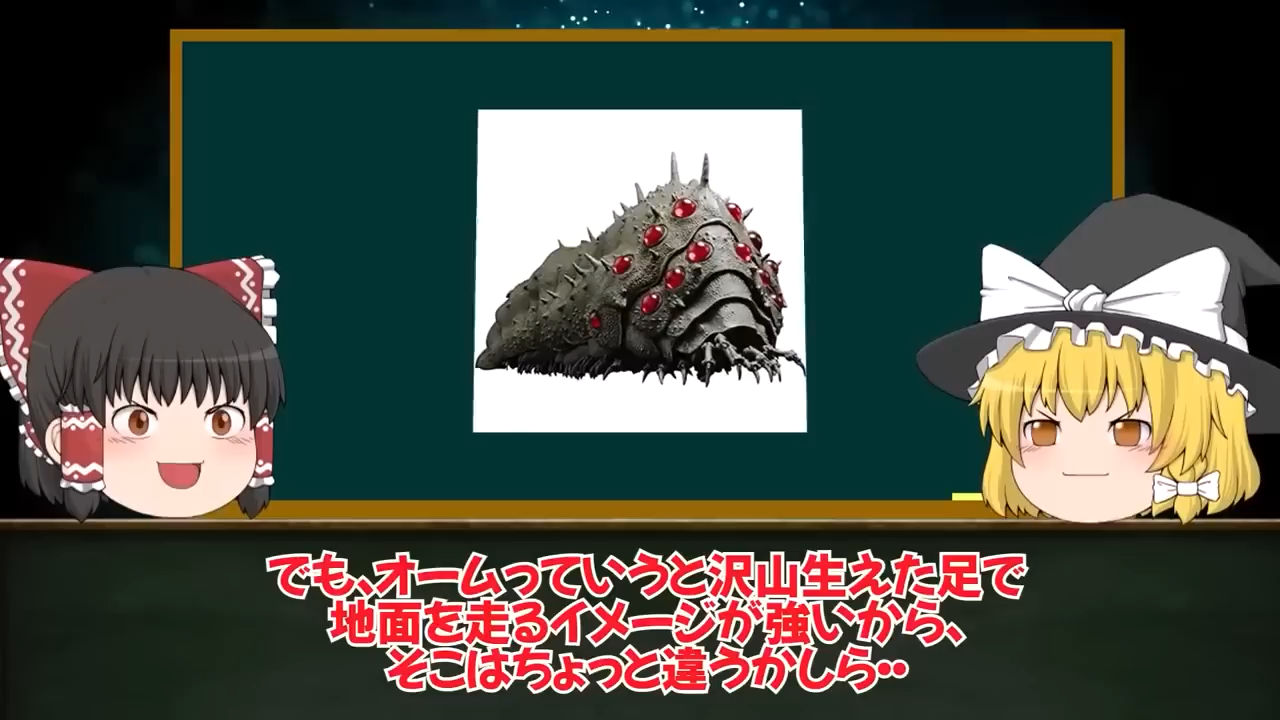 でも、オームっていうと沢山生えた足で
地面を走るイメージが強いから、
そこはちょっと違うかしら••